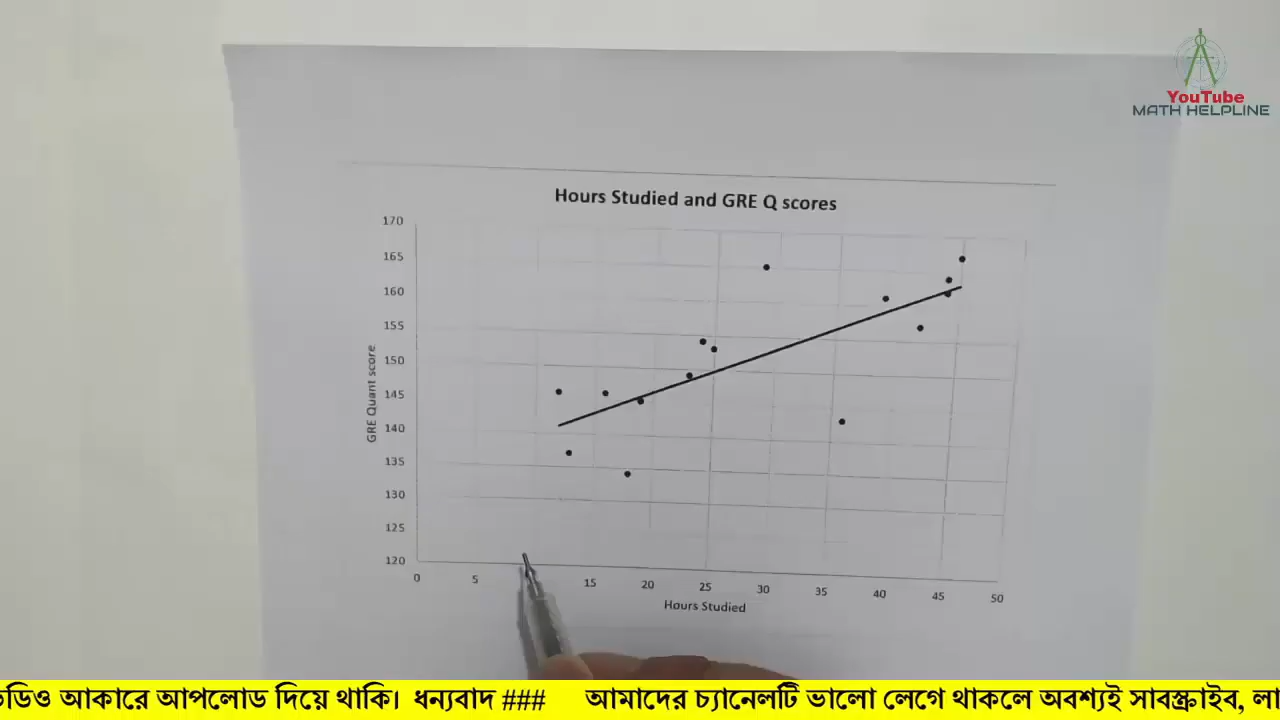 YouTube
MATH HELPLINE
Hours Studied and GRE Q scores
170
165
160
155
150
145
140
135
130
125
120
GRE Quant score
0 5 15 20 25 30 35 40 45 50
Hours Studied
আকারে আপলোড দিয়ে থাকি। ধন্যবাদ ### আমাদের চ্যানেলটি ভালো লেগে থাকলে অবশ্যই সাবস্ক্রাইব,